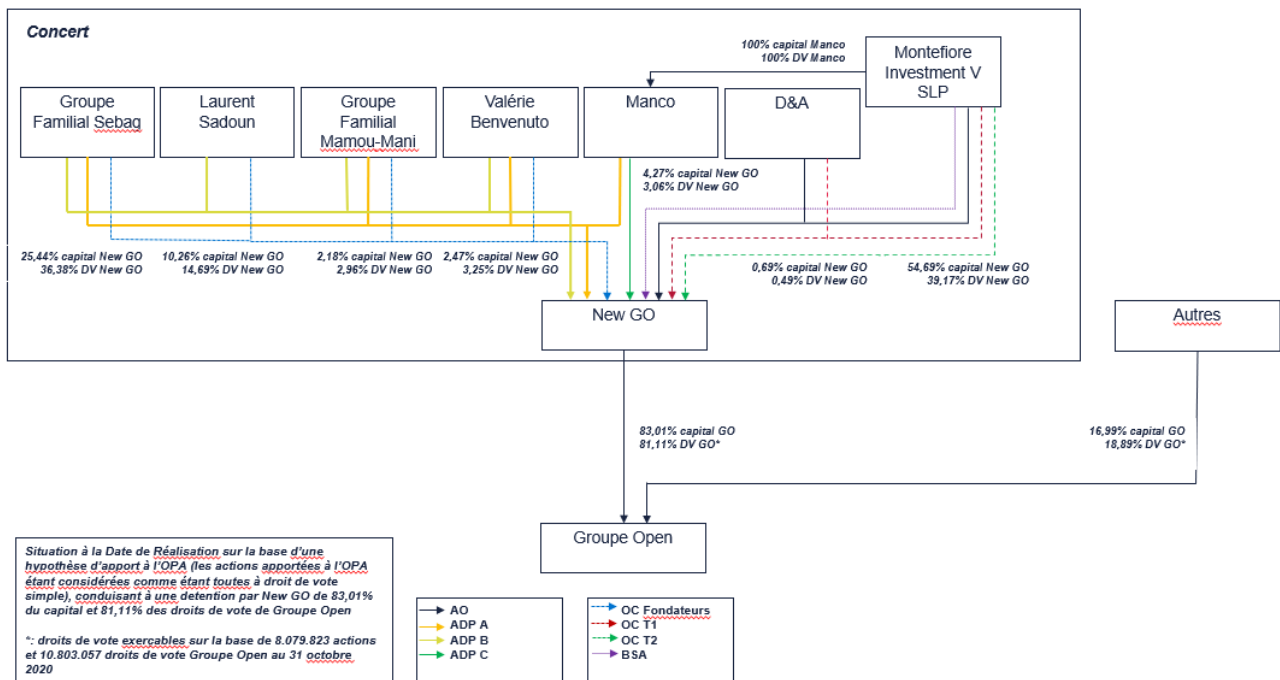 Concert
100% capital Manco
100% DV Manco
Montefiore
Investment V
SLP
Groupe
Familial Sebag
Laurent
Sadoun
Groupe
Familial
Mamou-Mani
Valérie
Benvenuto
Manco
D&A
4,27% capital New GO
3,06% DV New GO
25,44% capital New GO
36,38% DV New GO
10,26% capital New GO
14,69% DV New GO
2,18% capital New GO
2,96% DV New GO
2,47% capital New GO
3,25% DV New GO
0,69% capital New GO
0,49% DV New GO
54,69% capital New GO
39,17% DV New GO
New GO
Autres
83,01% capital GO
81,11% DV GO*
16,99% capital GO
18,89% DV GO*
Groupe Open
Situation à la Date de Réalisation sur la base d'une
hypothèse d'apport à l'OPA (les actions apportées à l'OPA
étant considérées comme étant toutes à droit de vote
simple), conduisant à une detention par New GO de 83,01%
du capital et 81,11% des droits de vote de Groupe Open
*: droits de vote exerçables sur la base de 8.079.823 actions
et 10.803.057 droits de vote Groupe Open au 31 octobre
2020
AO
ADP A
ADP B
ADP C
OC Fondateurs
OC T1
OC T2
BSA